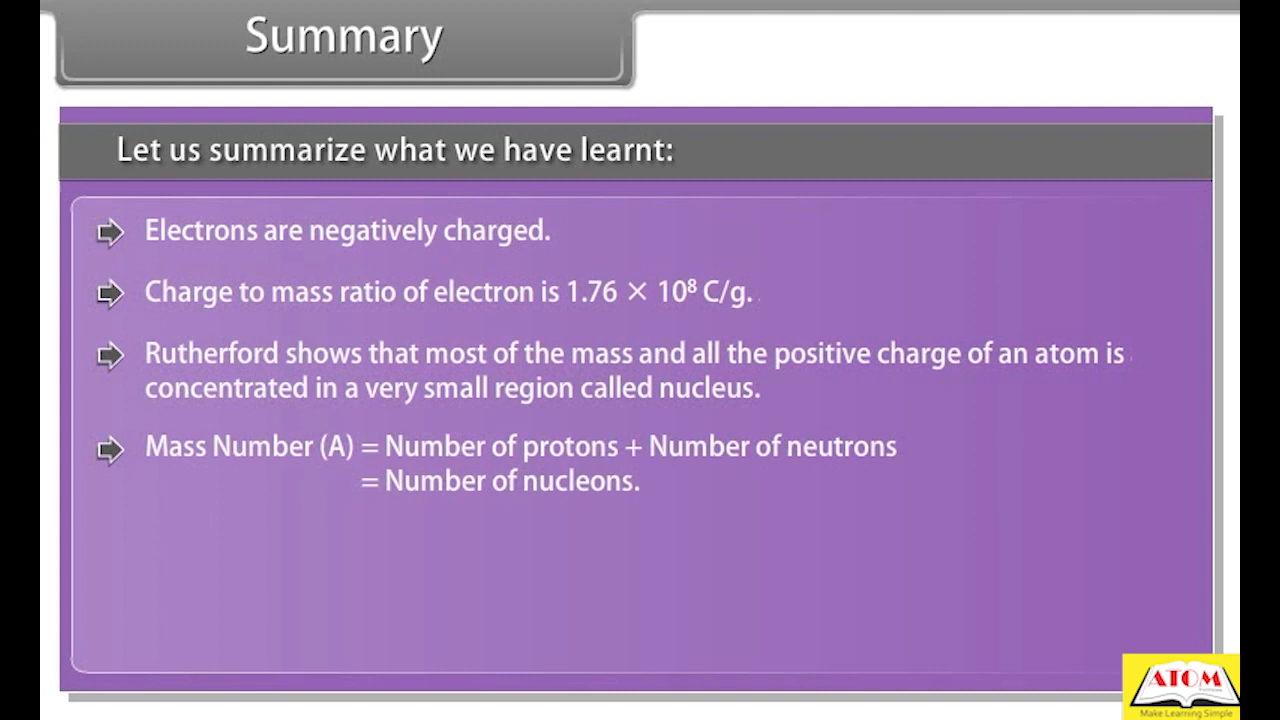 Summary
Let us summarize what we have learnt:
Electrons are negatively charged.
Charge to mass ratio of electron is 1.76 × 10⁸ C/g.
Rutherford shows that most of the mass and all the positive charge of an atom is
concentrated in a very small region called nucleus.
Mass Number (A) = Number of protons + Number of neutrons
= Number of nucleons.
ATOM
Make Learning Simple